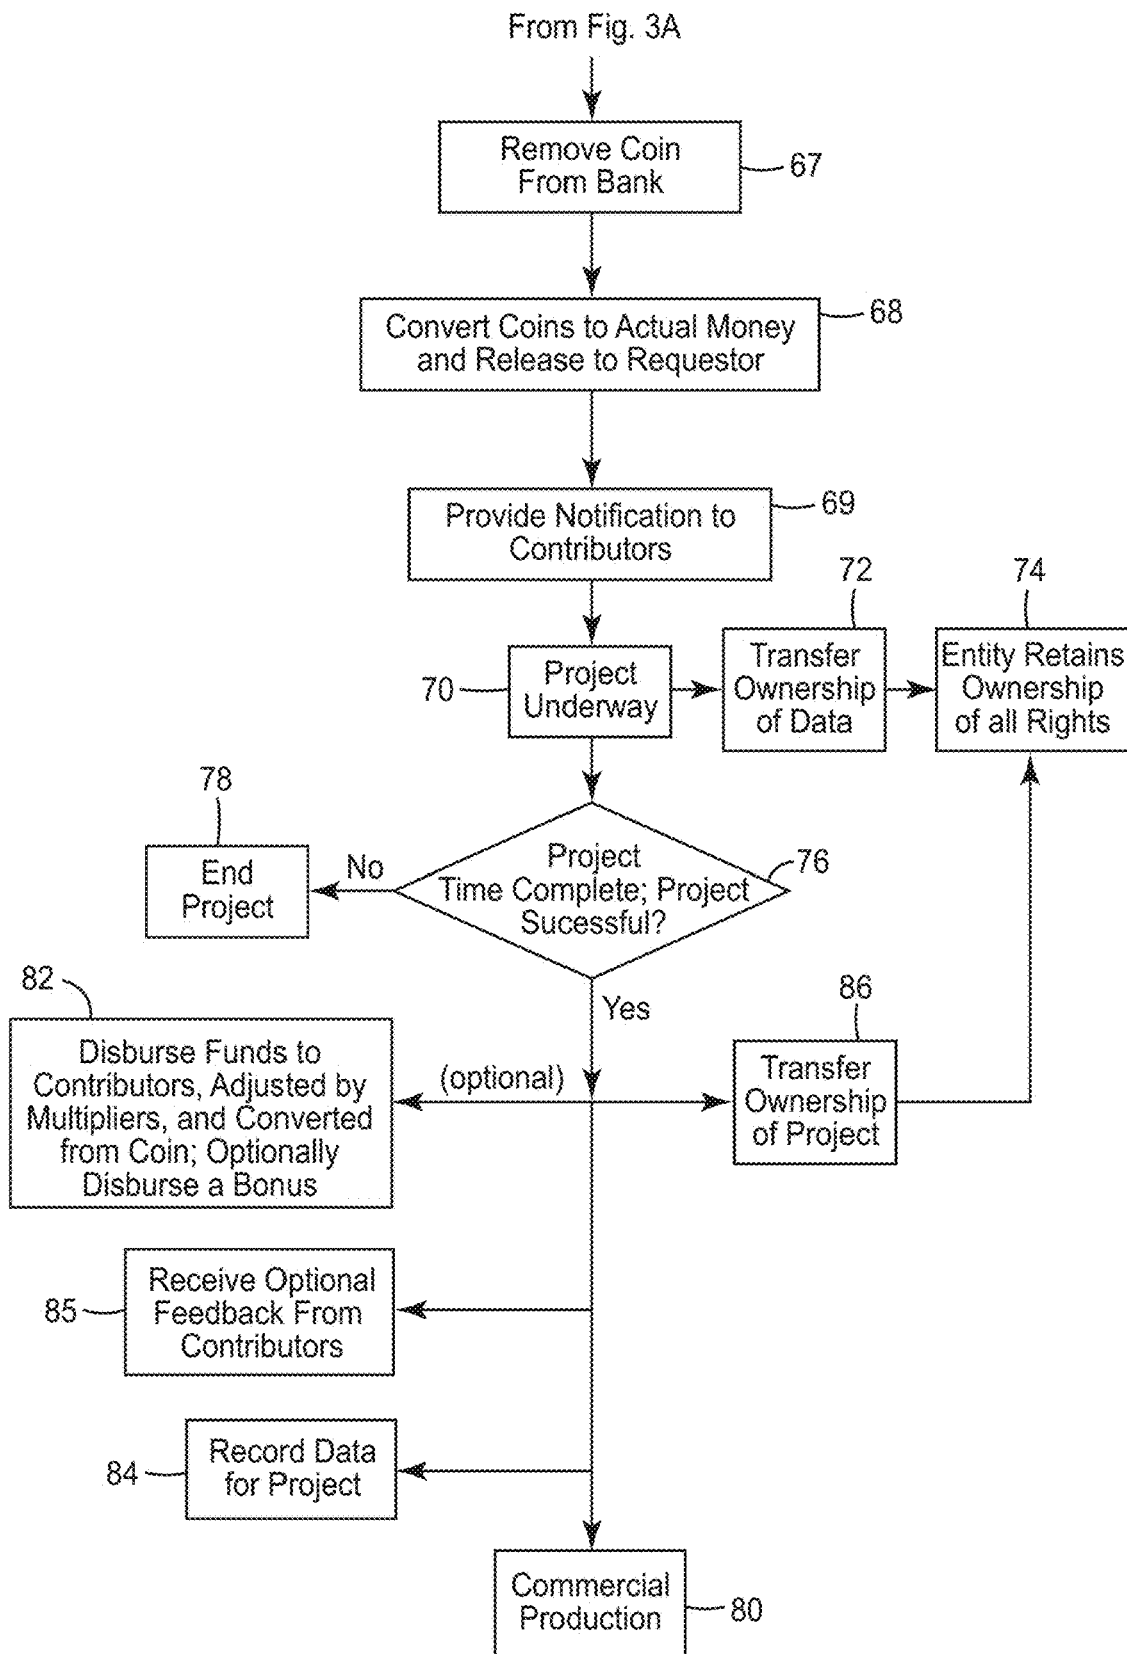 From Fig. 3A
Remove Coin
From Bank
67
Convert Coins to Actual Money
and Release to Requestor
68
Provide Notification to
Contributors
69
72
74
70
Project
Underway
Transfer
Ownership
of Data
Entity Retains
Ownership
of all Rights
78
End
Project
No
Project
Time Complete; Project
Sucessful?
76
Yes
82
Disburse Funds to
Contributors, Adjusted by
Multipliers, and Converted
from Coin; Optionally
Disburse a Bonus
(optional)
86
Transfer
Ownership
of Project
85
Receive Optional
Feedback From
Contributors
84
Record Data
for Project
Commercial
Production
80